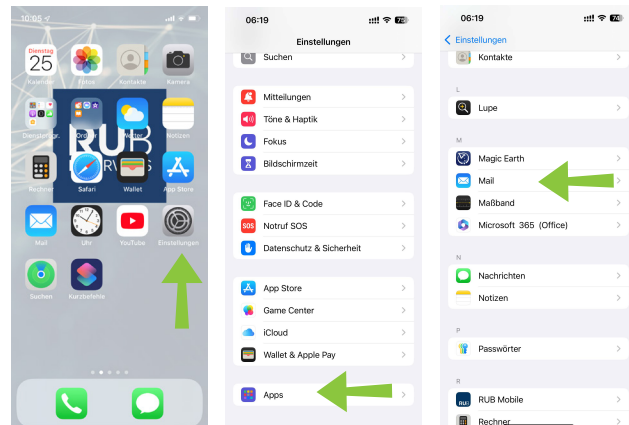 10:05
Dienstag
25
Kalender
Fotos
Kontakte
Kamera
Ordner
Wetter
Notizen
RUB
Rechner
Safari
Wallet
App Store
Mail
Uhr
YouTube
Einstellungen
Suchen
Kurzbefehle
06:19
Einstellungen
Suchen
Mitteilungen
Töne & Haptik
Fokus
Bildschirmzeit
Face ID & Code
SOS
Notruf SOS
Datenschutz & Sicherheit
App Store
Game Center
iCloud
Wallet & Apple Pay
Apps
06:19
Einstellungen
Kontakte
L
Lupe
M
Magic Earth
Mail
Maßband
Microsoft 365 (Office)
N
Nachrichten
Notizen
P
Passwörter
R
RUB
RUB Mobile
Rechner